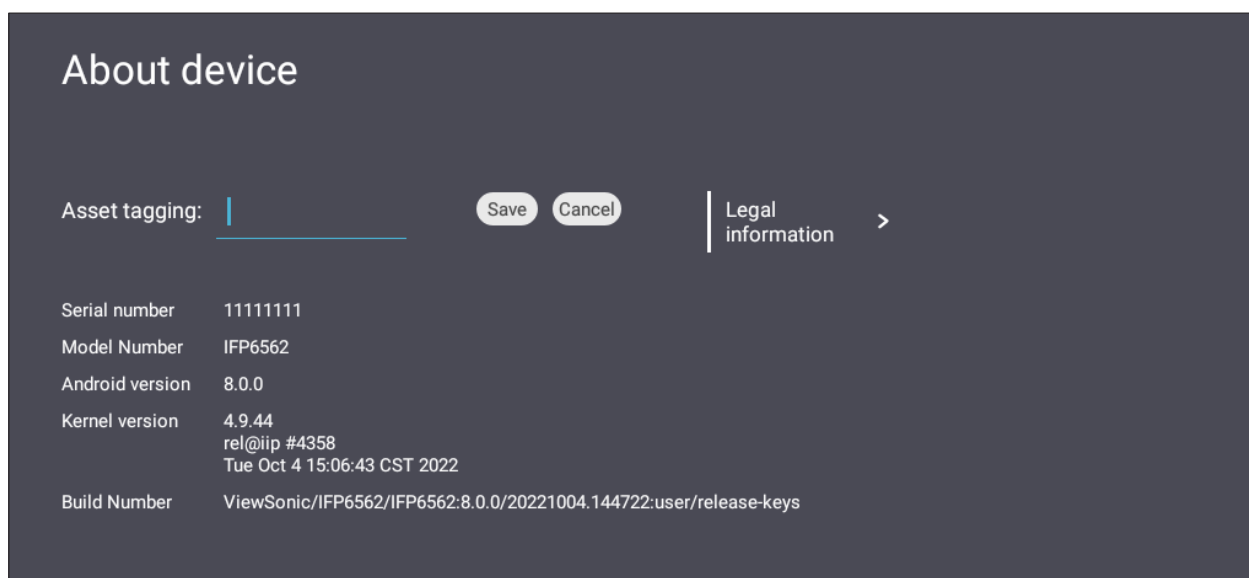 About device
Asset tagging:
Save
Cancel
Legal
information
Serial number 11111111
Model Number IFP6562
Android version 8.0.0
Kernel version 4.9.44
rel@iip #4358
Tue Oct 4 15:06:43 CST 2022
Build Number ViewSonic/IFP6562/IFP6562:8.0.0/20221004.144722:user/release-keys